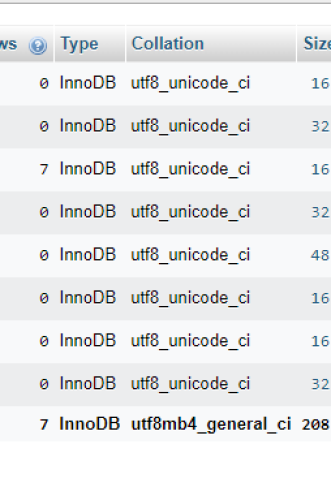 ws ? Type Collation Size
0 InnoDB utf8_unicode_ci 16
0 InnoDB utf8_unicode_ci 32
7 InnoDB utf8_unicode_ci 16
0 InnoDB utf8_unicode_ci 32
0 InnoDB utf8_unicode_ci 48
0 InnoDB utf8_unicode_ci 16
0 InnoDB utf8_unicode_ci 16
0 InnoDB utf8_unicode_ci 32
7 InnoDB utf8mb4_general_ci 208